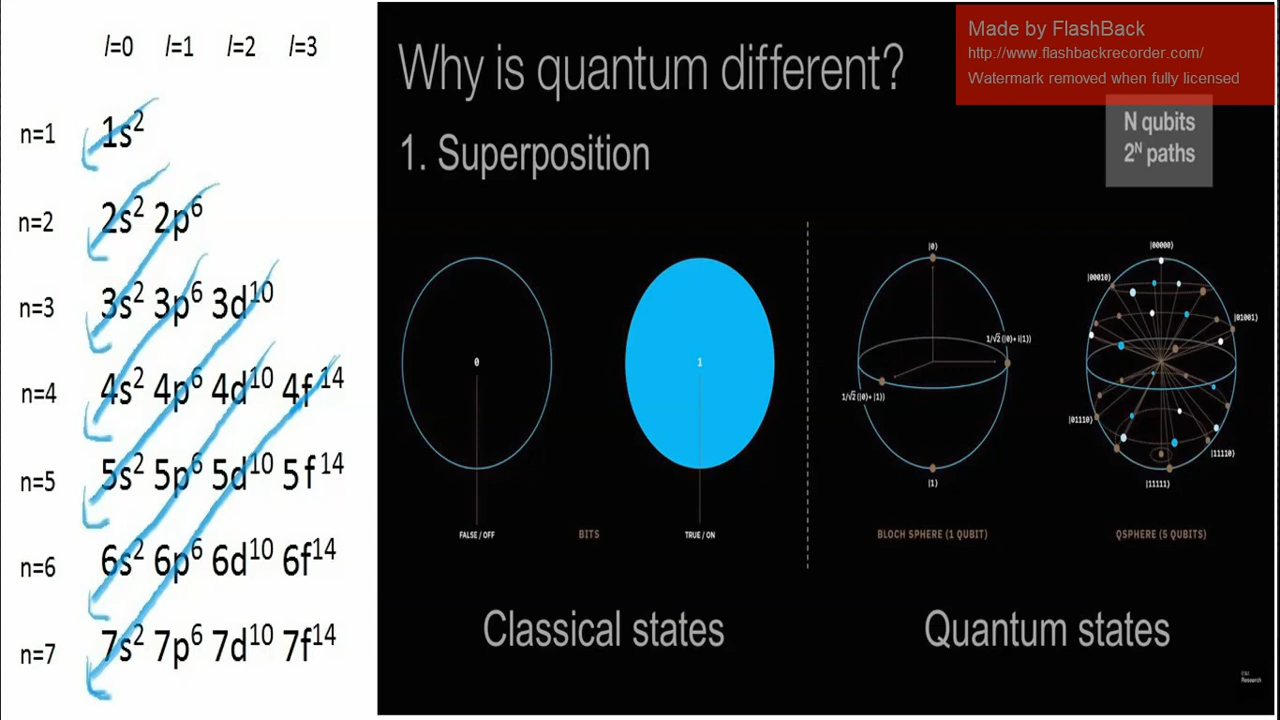 l=0 l=1 l=2 l=3
n=1 1s2
n=2 2s2 2p6
n=3 3s2 3p6 3d10
n=4 4s2 4p6 4d10 4f14
n=5 5s2 5p6 5d10 5f14
n=6 6s2 6p6 6d10 6f14
n=7 7s2 7p6 7d10 7f14
Made by FlashBack
http://www.flashbackrecorder.com/
Watermark removed when fully licensed
Why is quantum different?
1. Superposition
N qubits
2N paths
0
1
FALSE / OFF
BITS
TRUE / ON
|0⟩
1/√2 (|0⟩+ i|1⟩)
1/√2 (|0⟩+ |1⟩)
|1⟩
BLOCH SPHERE (1 QUBIT)
|00000⟩
|00010⟩
|01001⟩
|01110⟩
|11110⟩
|11111⟩
QSPHERE (5 QUBITS)
Classical states
Quantum states
Research